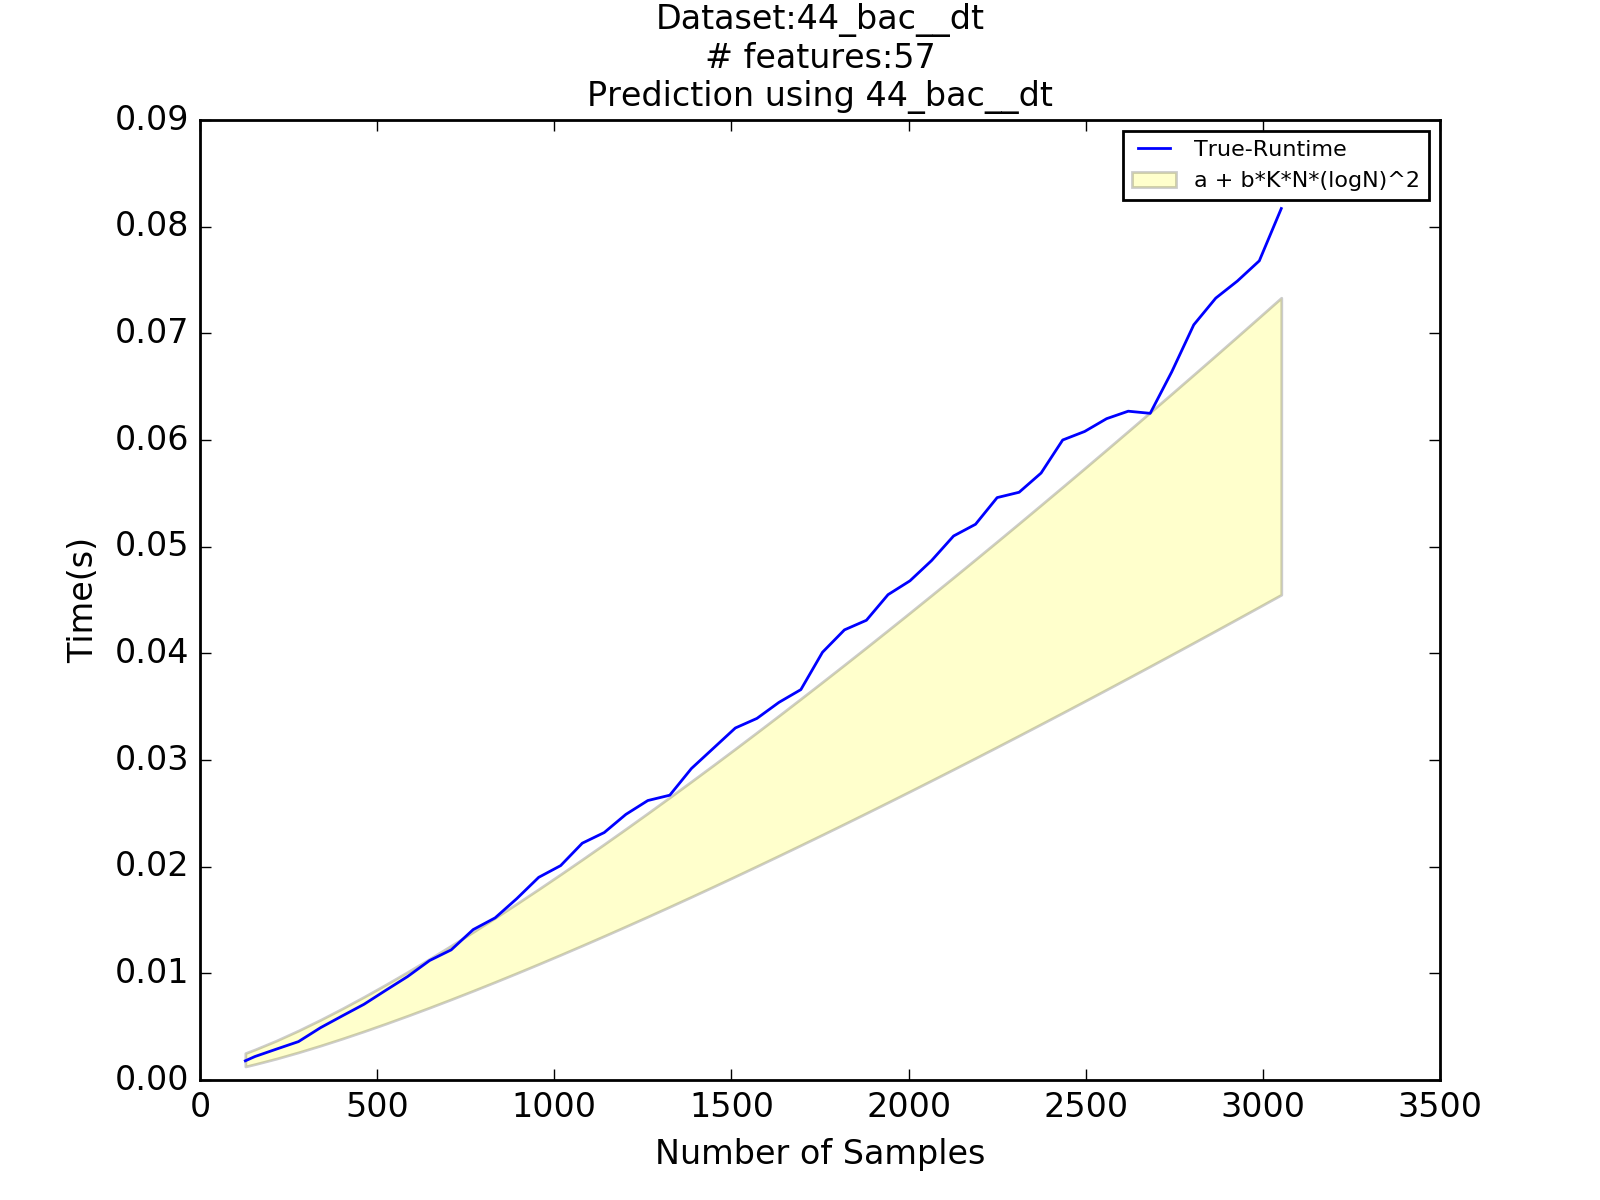 Dataset:44_bac__dt
# features:57
Prediction using 44_bac__dt
True-Runtime
a + b*K*N*(logN)^2
0.09
0.08
0.07
0.06
0.05
0.04
0.03
0.02
0.01
0.00
Time(s)
0 500 1000 1500 2000 2500 3000 3500
Number of Samples